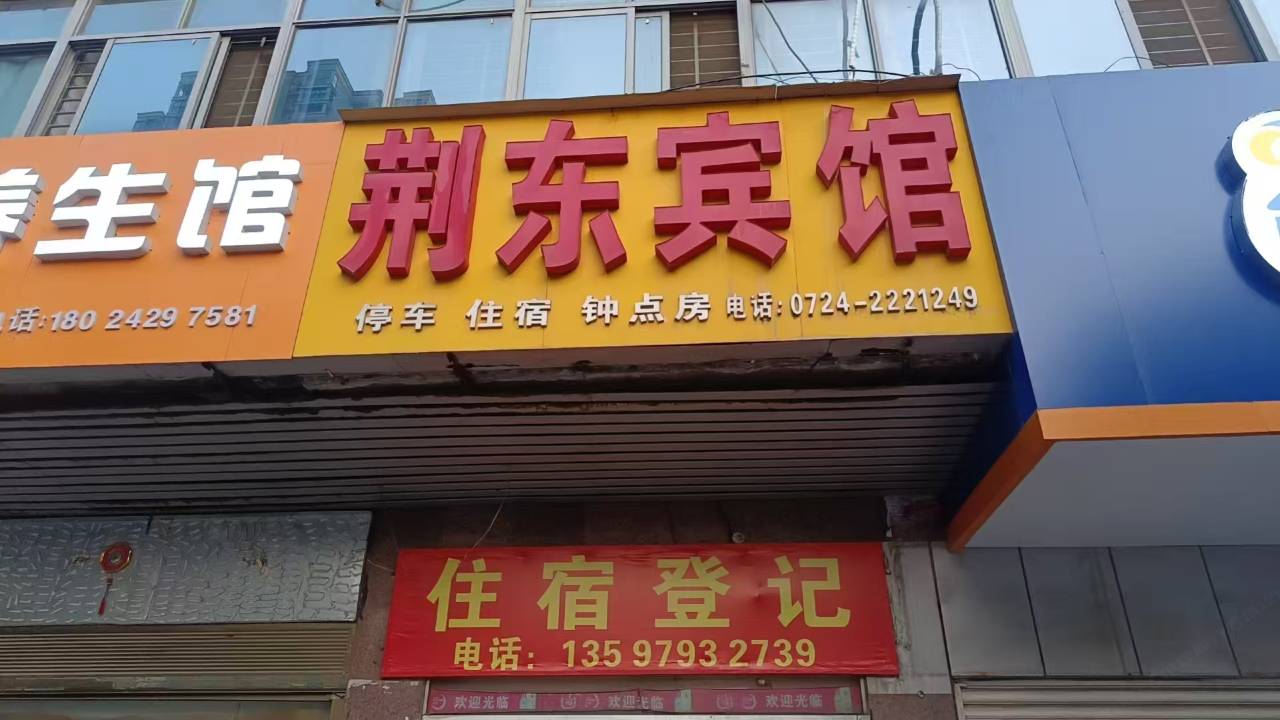 养生馆
电话:180 2429 7581
荆东宾馆
停车 住宿 钟点房 电话:0724-2221249
住宿登记
电话：135 9793 2739
欢迎光临 欢迎光临 欢迎光临